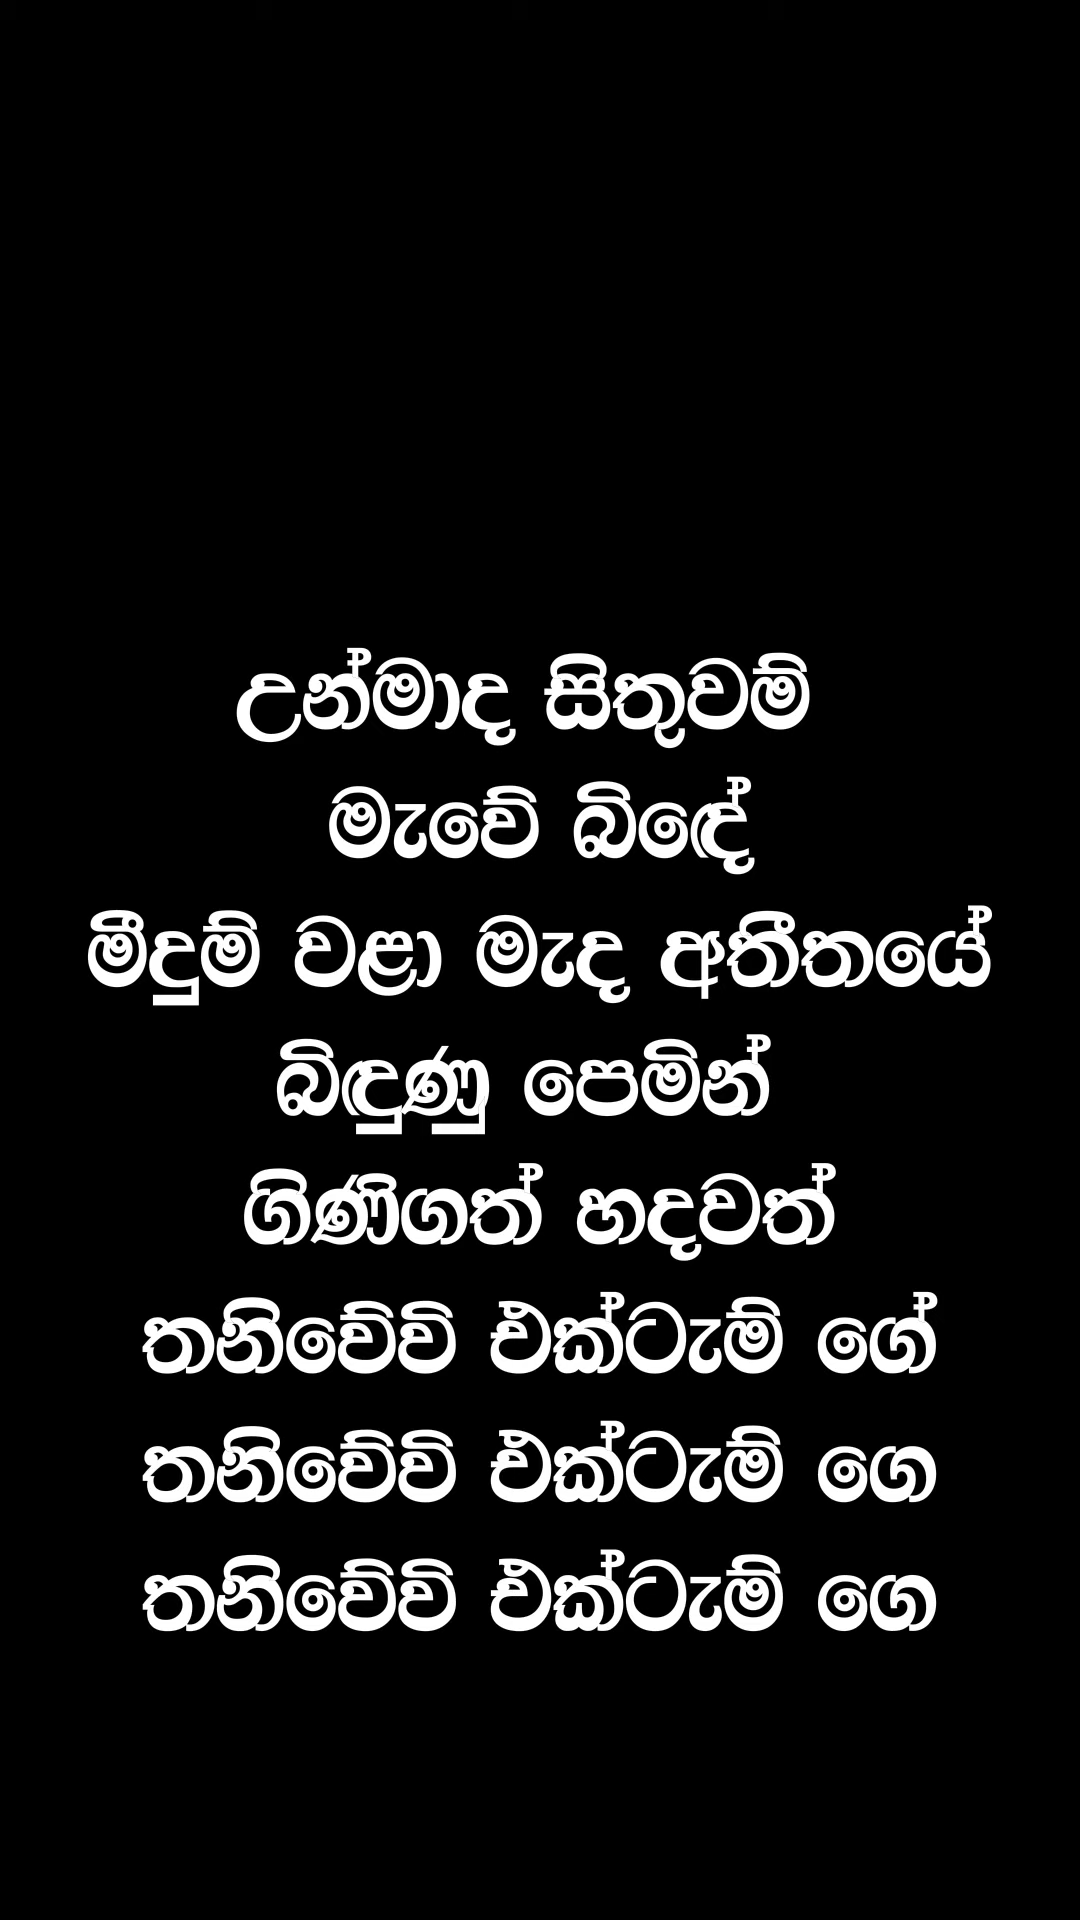 උන්මාද සිතුවම්
මැවේ බිඳේ
මීදුම් වළා මැද අතීතයේ
බිඳුණු පෙමින්
ගිණිගත් හදවත්
තනිවේවි එක්ටැම් ගේ
තනිවේවි එක්ටැම් ගෙ
තනිවේවි එක්ටැම් ගෙ